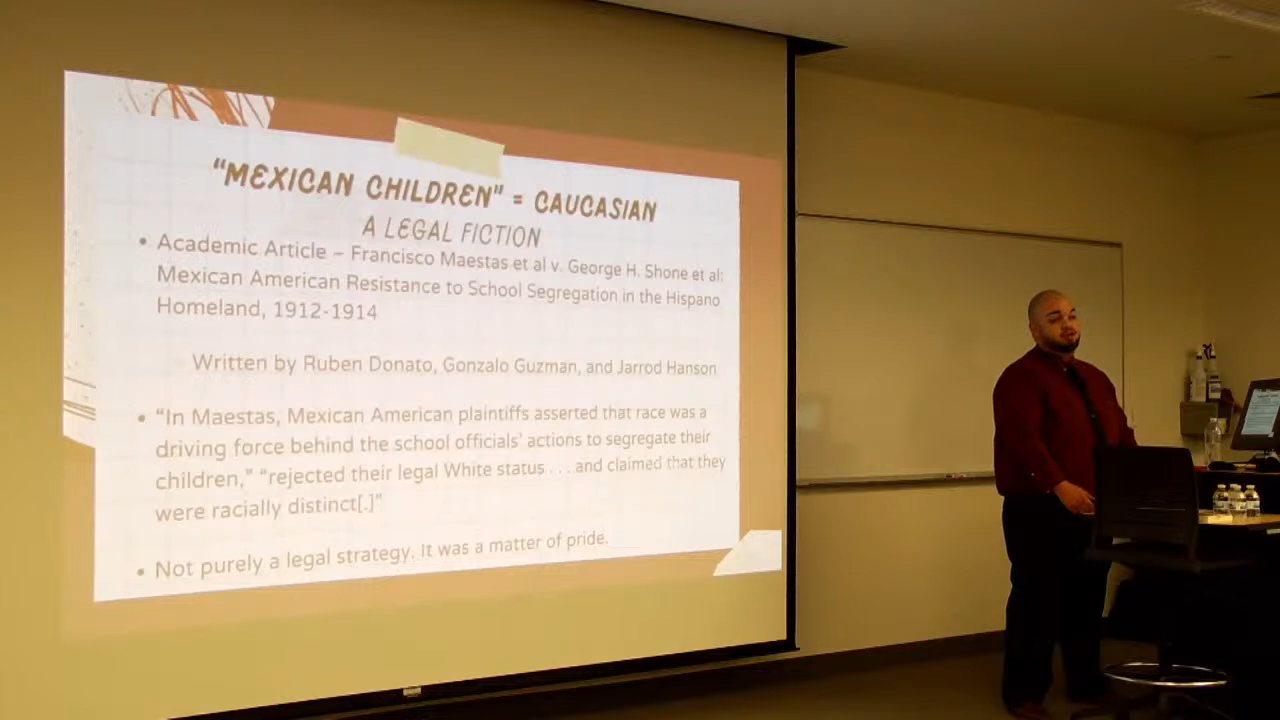 "MEXICAN CHILDREN" = CAUCASIAN
A LEGAL FICTION
• Academic Article – Francisco Maestas et al v. George H. Shone et al:
Mexican American Resistance to School Segregation in the Hispano
Homeland, 1912-1914
Written by Ruben Donato, Gonzalo Guzman, and Jarrod Hanson
• "In Maestas, Mexican American plaintiffs asserted that race was a
driving force behind the school officials' actions to segregate their
children," "rejected their legal White status . . . and claimed that they
were racially distinct[.]"
• Not purely a legal strategy. It was a matter of pride.